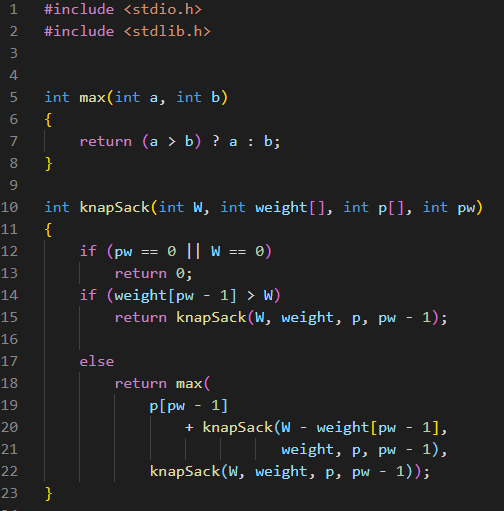 1 #include <stdio.h>
2 #include <stdlib.h>
3
4
5 int max(int a, int b)
6 {
7     return (a > b) ? a : b;
8 }
9
10 int knapSack(int W, int weight[], int p[], int pw)
11 {
12     if (pw == 0 || W == 0)
13         return 0;
14     if (weight[pw - 1] > W)
15         return knapSack(W, weight, p, pw - 1);
16
17     else
18         return max(
19             p[pw - 1]
20                 + knapSack(W - weight[pw - 1],
21                            weight, p, pw - 1),
22             knapSack(W, weight, p, pw - 1));
23 }